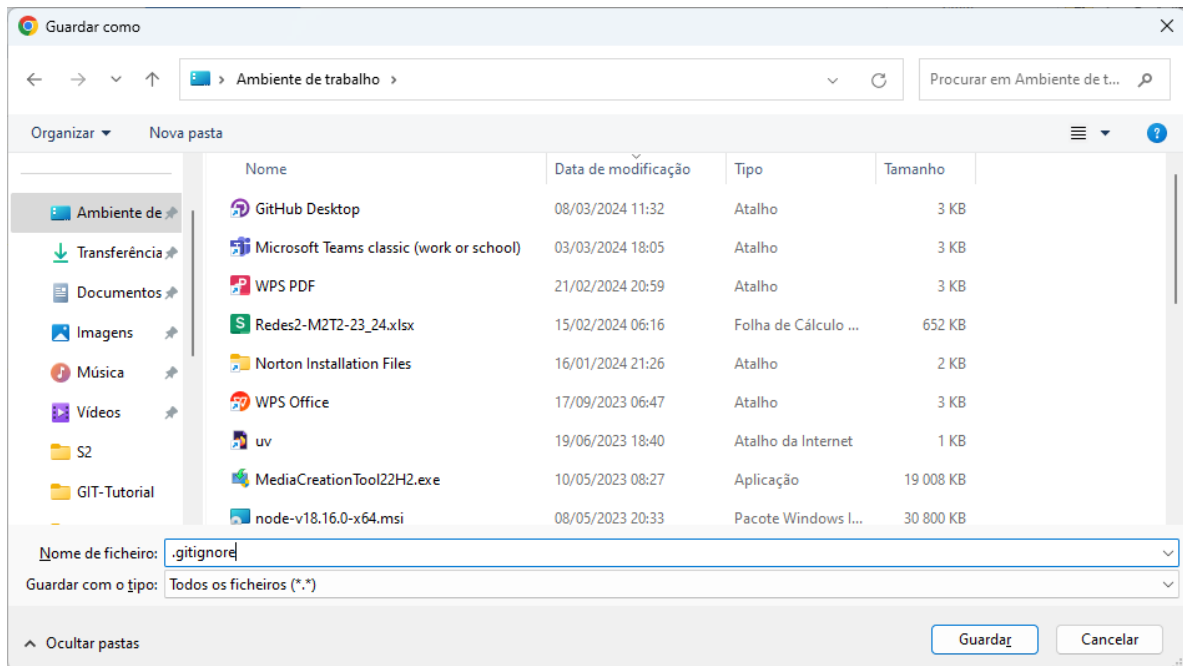 Guardar como
Ambiente de trabalho
Procurar em Ambiente de t...
Organizar
Nova pasta
?
Nome
Data de modificação
Tipo
Tamanho
Ambiente de
Transferência
Documentos
Imagens
Música
Vídeos
S2
GIT-Tutorial
GitHub Desktop 08/03/2024 11:32 Atalho 3 KB
Microsoft Teams classic (work or school) 03/03/2024 18:05 Atalho 3 KB
WPS PDF 21/02/2024 20:59 Atalho 3 KB
Redes2-M2T2-23_24.xlsx 15/02/2024 06:16 Folha de Cálculo ... 652 KB
Norton Installation Files 16/01/2024 21:26 Atalho 2 KB
WPS Office 17/09/2023 06:47 Atalho 3 KB
uv 19/06/2023 18:40 Atalho da Internet 1 KB
MediaCreationTool22H2.exe 10/05/2023 08:27 Aplicação 19 008 KB
node-v18.16.0-x64.msi 08/05/2023 20:33 Pacote Windows I... 30 800 KB
Nome de ficheiro: .gitignore
Guardar com o tipo: Todos os ficheiros (*.*)
Ocultar pastas
Guardar
Cancelar